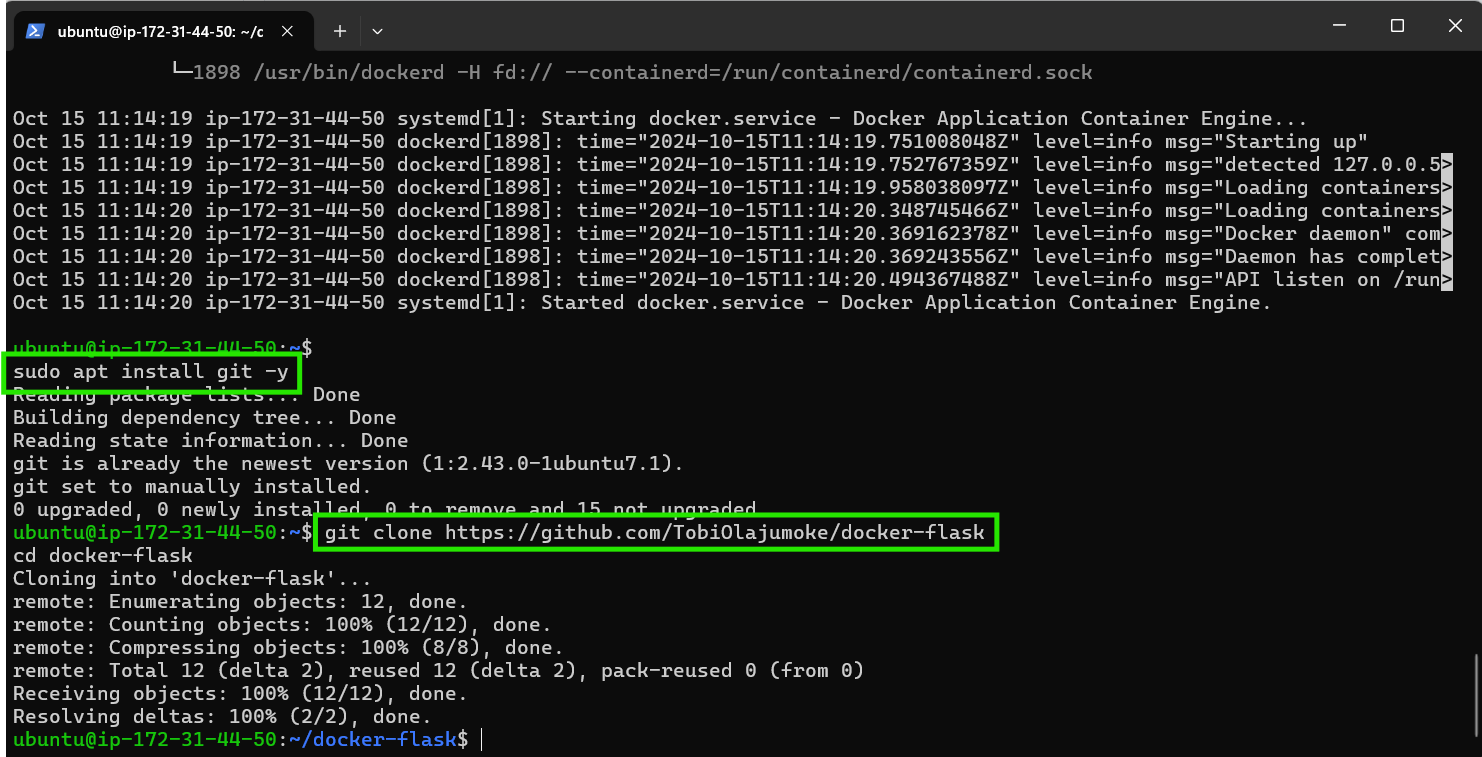 ubuntu@ip-172-31-44-50: ~/c
└─1898 /usr/bin/dockerd -H fd:// --containerd=/run/containerd/containerd.sock
Oct 15 11:14:19 ip-172-31-44-50 systemd[1]: Starting docker.service - Docker Application Container Engine...
Oct 15 11:14:19 ip-172-31-44-50 dockerd[1898]: time="2024-10-15T11:14:19.751008048Z" level=info msg="Starting up"
Oct 15 11:14:19 ip-172-31-44-50 dockerd[1898]: time="2024-10-15T11:14:19.752767359Z" level=info msg="detected 127.0.0.5>
Oct 15 11:14:19 ip-172-31-44-50 dockerd[1898]: time="2024-10-15T11:14:19.958038097Z" level=info msg="Loading containers>
Oct 15 11:14:20 ip-172-31-44-50 dockerd[1898]: time="2024-10-15T11:14:20.348745466Z" level=info msg="Loading containers>
Oct 15 11:14:20 ip-172-31-44-50 dockerd[1898]: time="2024-10-15T11:14:20.369162378Z" level=info msg="Docker daemon" com>
Oct 15 11:14:20 ip-172-31-44-50 dockerd[1898]: time="2024-10-15T11:14:20.369243556Z" level=info msg="Daemon has complet>
Oct 15 11:14:20 ip-172-31-44-50 dockerd[1898]: time="2024-10-15T11:14:20.494367488Z" level=info msg="API listen on /run>
Oct 15 11:14:20 ip-172-31-44-50 systemd[1]: Started docker.service - Docker Application Container Engine.
ubuntu@ip-172-31-44-50:~$
sudo apt install git -y
Reading package lists... Done
Building dependency tree... Done
Reading state information... Done
git is already the newest version (1:2.43.0-1ubuntu7.1).
git set to manually installed.
0 upgraded, 0 newly installed, 0 to remove and 15 not upgraded
ubuntu@ip-172-31-44-50:~$ git clone https://github.com/TobiOlajumoke/docker-flask
cd docker-flask
Cloning into 'docker-flask'...
remote: Enumerating objects: 12, done.
remote: Counting objects: 100% (12/12), done.
remote: Compressing objects: 100% (8/8), done.
remote: Total 12 (delta 2), reused 12 (delta 2), pack-reused 0 (from 0)
Receiving objects: 100% (12/12), done.
Resolving deltas: 100% (2/2), done.
ubuntu@ip-172-31-44-50:~/docker-flask$